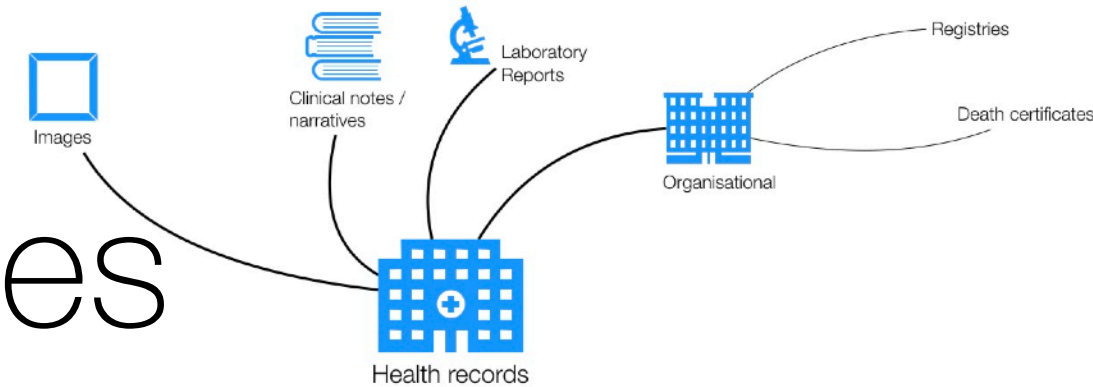 Registries
Laboratory
Reports
Clinical notes /
narratives
Death certificates
Images
Organisational
es
Health records